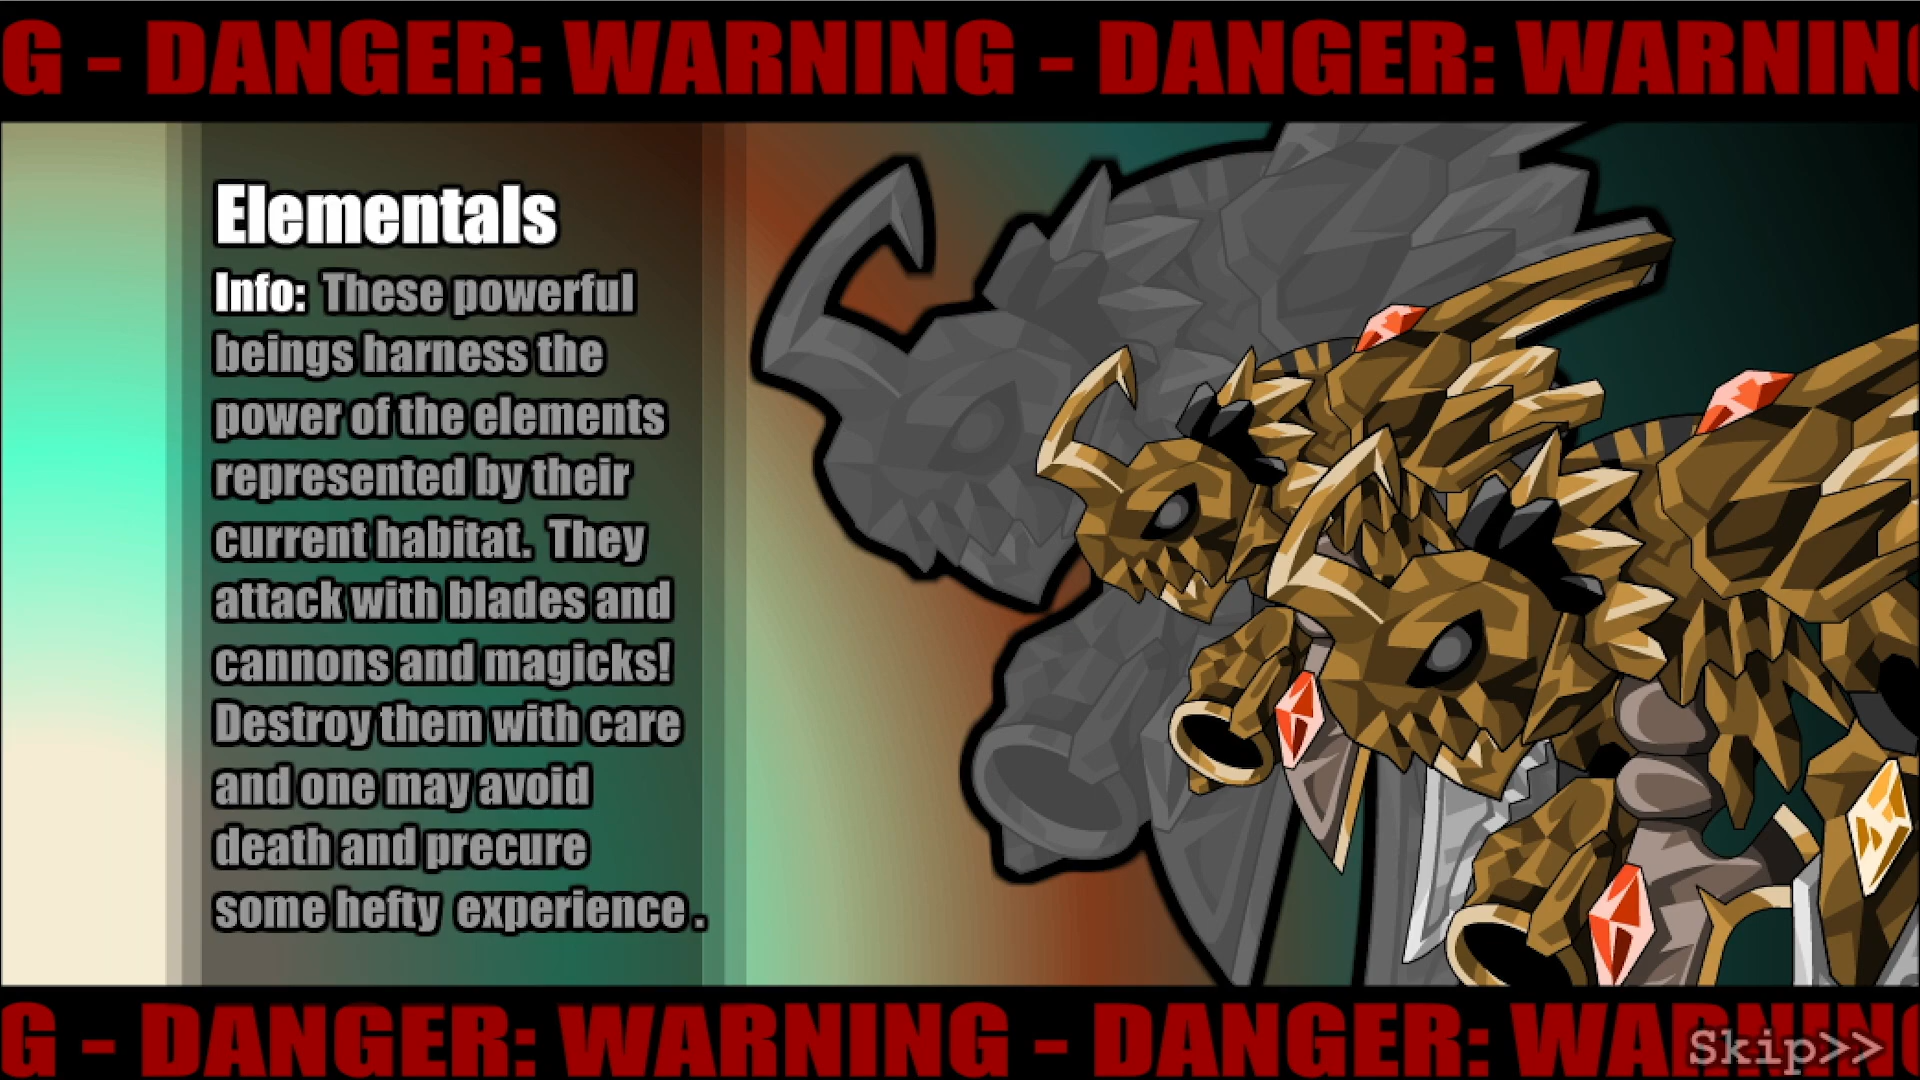 G - DANGER: WARNING - DANGER: WARNING
Elementals
Info: These powerful
beings harness the
power of the elements
represented by their
current habitat. They
attack with blades and
cannons and magicks!
Destroy them with care
and one may avoid
death and precure
some hefty experience .
G - DANGER: WARNING - DANGER: WARNING
Skip>>